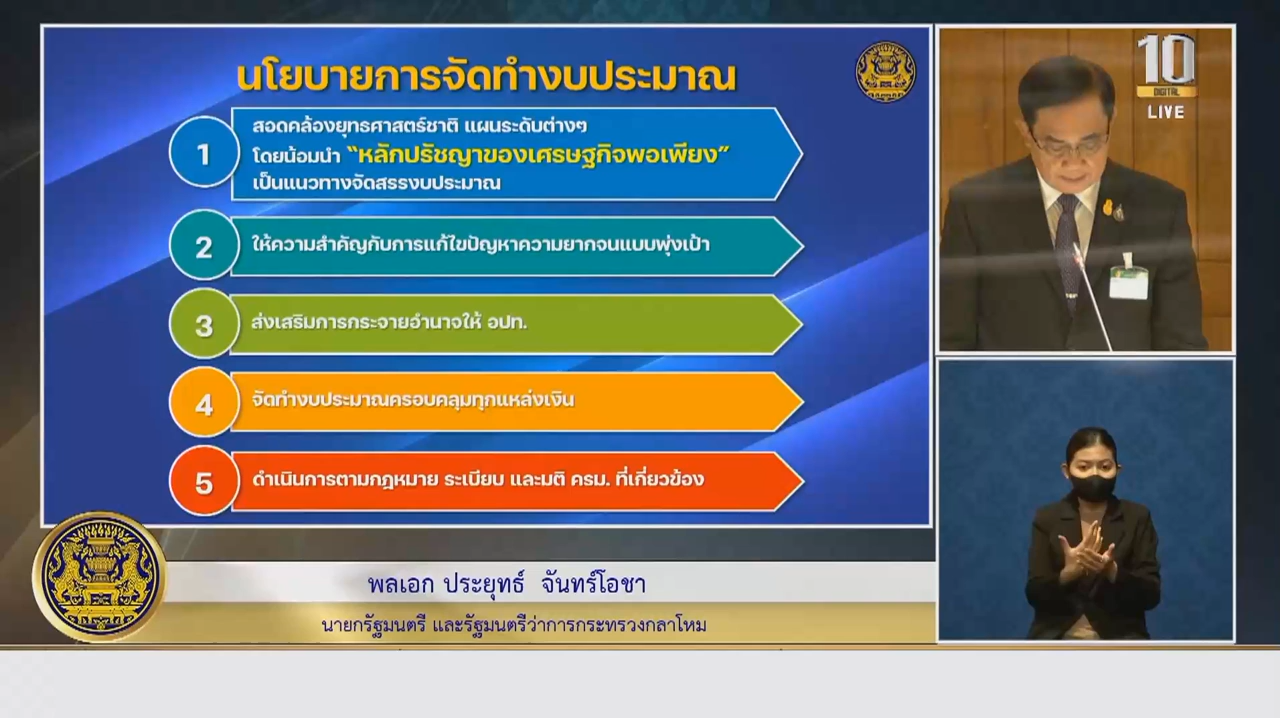 นโยบายการจัดทำงบประมาณ
1
สอดคล้องยุทธศาสตร์ชาติ แผนระดับต่างๆ
โดยน้อมนำ “หลักปรัชญาของเศรษฐกิจพอเพียง”
เป็นแนวทางจัดสรรงบประมาณ
2
ให้ความสำคัญกับการแก้ไขปัญหาความยากจนแบบพุ่งเป้า
3
ส่งเสริมการกระจายอำนาจให้ อปท.
4
จัดทำงบประมาณครอบคลุมทุกแหล่งเงิน
5
ดำเนินการตามกฎหมาย ระเบียบ และมติ ครม. ที่เกี่ยวข้อง
10
DIGITAL
LIVE
พลเอก ประยุทธ์ จันทร์โอชา
นายกรัฐมนตรี และรัฐมนตรีว่าการกระทรวงกลาโหม